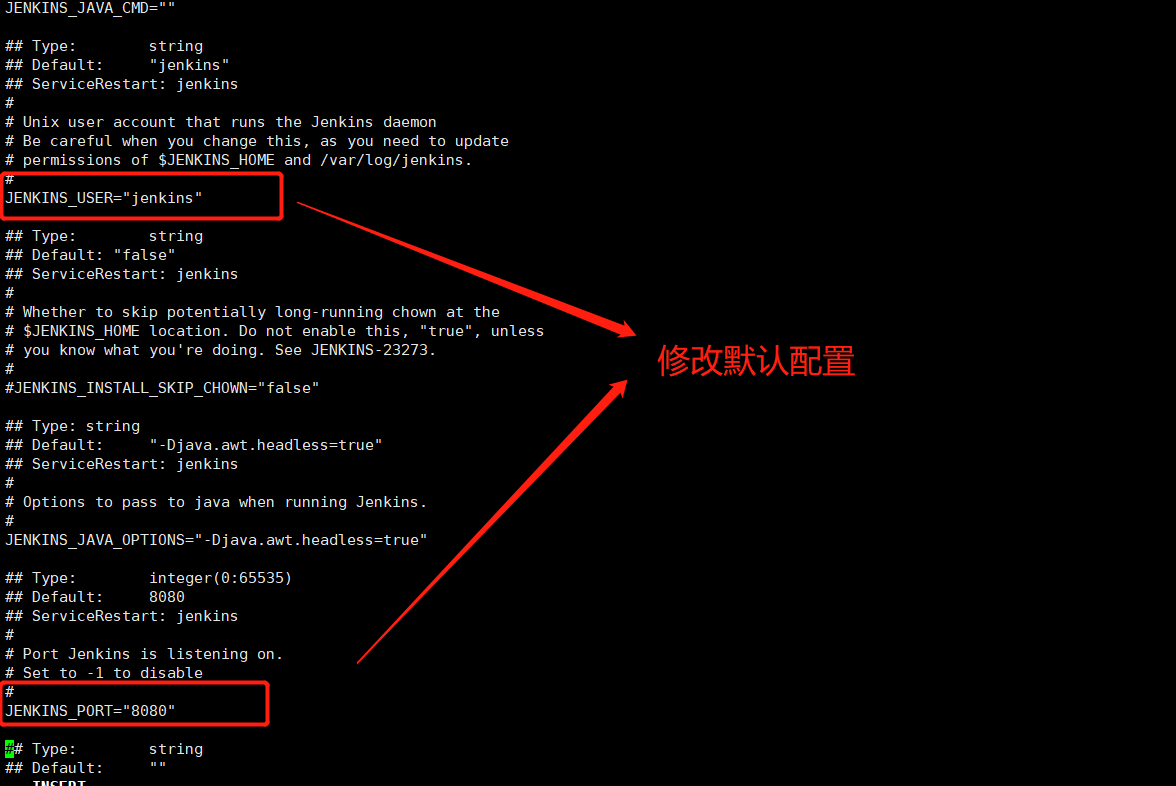 JENKINS_JAVA_CMD=""
## Type:        string
## Default:     "jenkins"
## ServiceRestart: jenkins
#
# Unix user account that runs the Jenkins daemon
# Be careful when you change this, as you need to update
# permissions of $JENKINS_HOME and /var/log/jenkins.
#
JENKINS_USER="jenkins"
## Type:        string
## Default: "false"
## ServiceRestart: jenkins
#
# Whether to skip potentially long-running chown at the
# $JENKINS_HOME location. Do not enable this, "true", unless
# you know what you're doing. See JENKINS-23273.
#
#JENKINS_INSTALL_SKIP_CHOWN="false"
修改默认配置
## Type: string
## Default:     "-Djava.awt.headless=true"
## ServiceRestart: jenkins
#
# Options to pass to java when running Jenkins.
#
JENKINS_JAVA_OPTIONS="-Djava.awt.headless=true"
## Type:        integer(0:65535)
## Default:     8080
## ServiceRestart: jenkins
#
# Port Jenkins is listening on.
# Set to -1 to disable
#
JENKINS_PORT="8080"
## Type:        string
## Default:     ""
INSERT